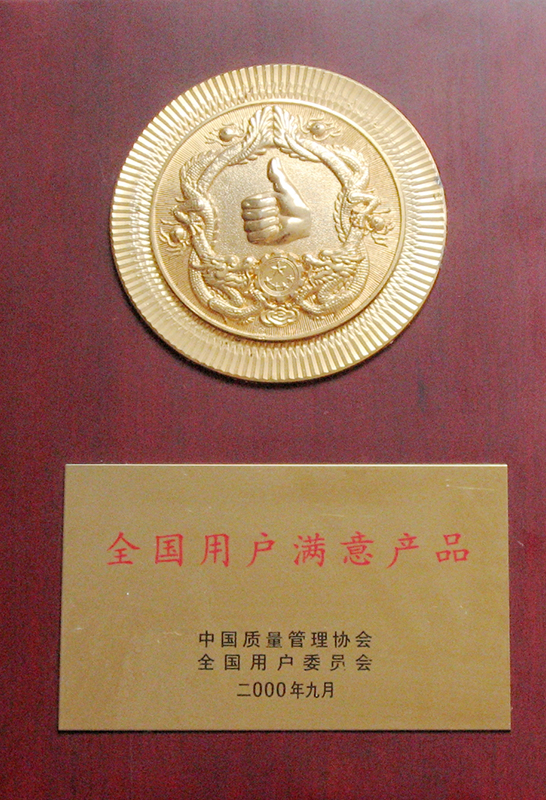 全国用户满意产品
中国质量管理协会
全国用户委员会
二000年九月